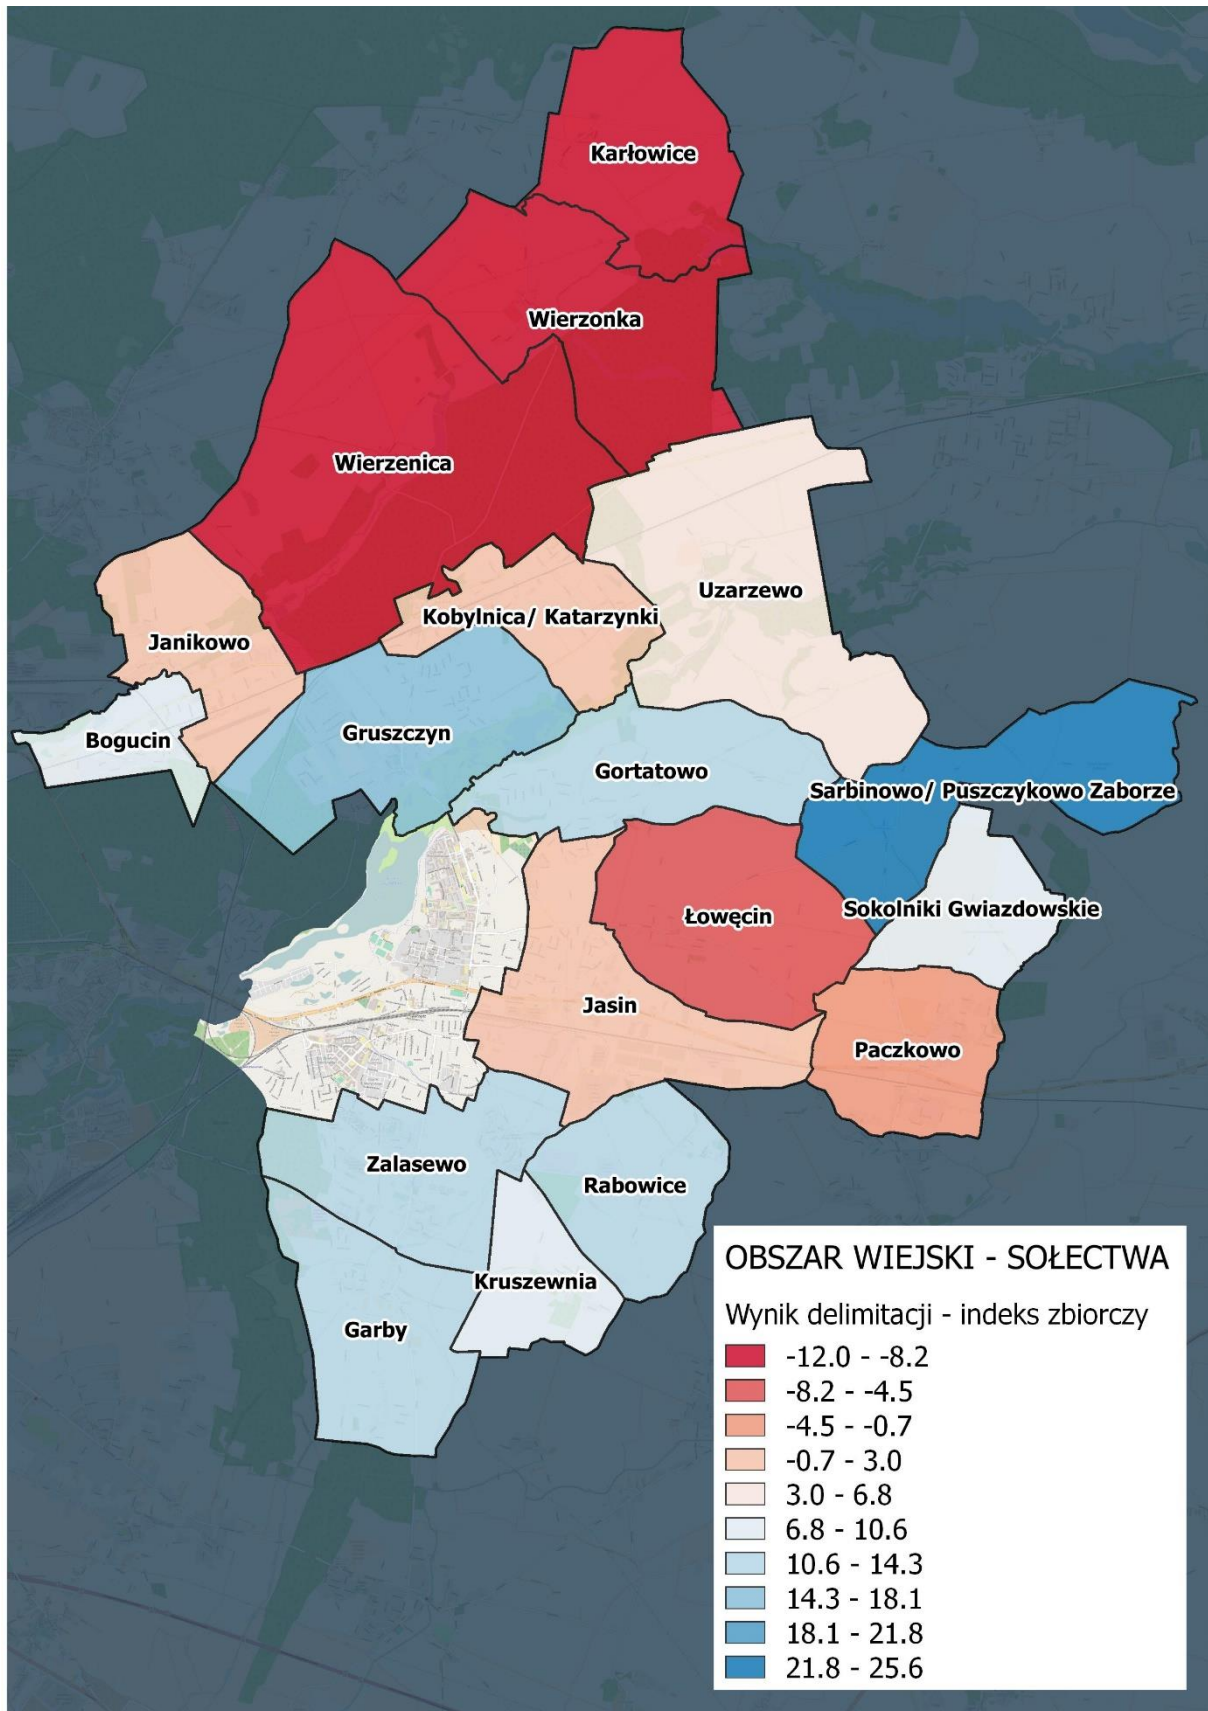 Karłowice
Wierzonka
Wierzenica
Uzarzewo
Kobylnica/ Katarzynki
Janikowo
Gruszczyn
Bogucin
Gortatowo
Sarbinowo/ Puszczykowo Zaborze
Łowęcin
Sokolniki Gwiazdowskie
Jasin
Paczkowo
Zalasewo
Rabowice
Kruszewnia
Garby
OBSZAR WIEJSKI - SOŁECTWA
Wynik delimitacji - indeks zbiorczy
-12.0 - -8.2
-8.2 - -4.5
-4.5 - -0.7
-0.7 - 3.0
3.0 - 6.8
6.8 - 10.6
10.6 - 14.3
14.3 - 18.1
18.1 - 21.8
21.8 - 25.6